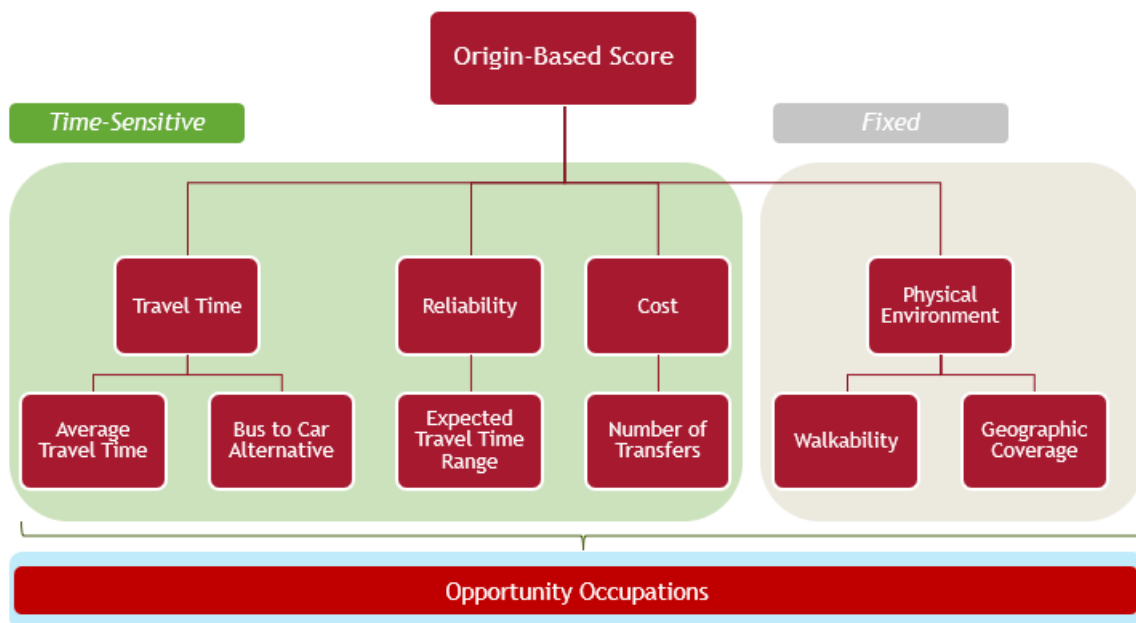 Origin-Based Score
Time-Sensitive
Fixed
Travel Time
Reliability
Cost
Physical
Environment
Average
Travel Time
Bus to Car
Alternative
Expected
Travel Time
Range
Number of
Transfers
Walkability
Geographic
Coverage
Opportunity Occupations